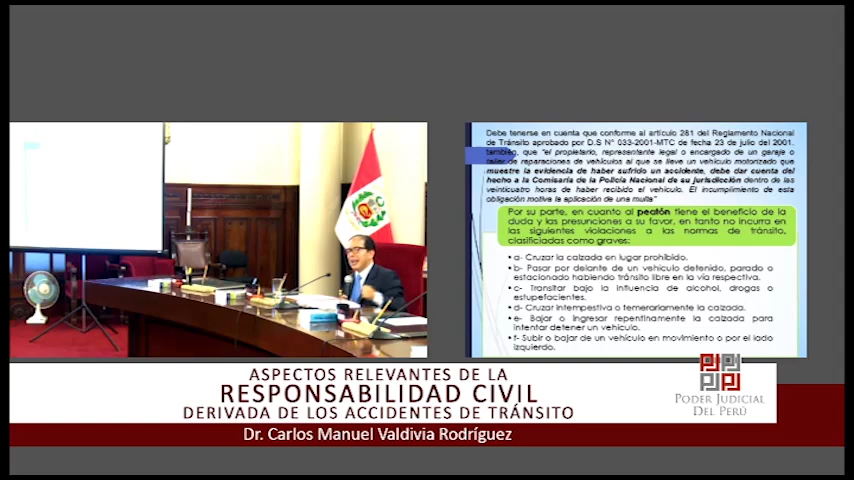 Debe tenerse en cuenta que conforme al artículo 281 del Reglamento Nacional
de Tránsito aprobado por D.S N° 033-2001-MTC de fecha 23 de julio del 2001,
también, que "el propietario, representante legal o encargado de un garaje o
taller de reparaciones de vehículos al que se lleve un vehículo motorizado que
muestre la evidencia de haber sufrido un accidente, debe dar cuenta del
hecho a la Comisaría de la Policía Nacional de su jurisdicción dentro de las
veinticuatro horas de haber recibido el vehículo. El incumplimiento de esta
obligación motiva la aplicación de una multa"
Por su parte, en cuanto al peatón tiene el beneficio de la
duda y las presunciones a su favor, en tanto no incurra en
las siguientes violaciones a las normas de tránsito,
clasificadas como graves:
• a- Cruzar la calzada en lugar prohibido.
• b- Pasar por delante de un vehículo detenido, parado o
estacionado habiendo tránsito libre en la vía respectiva.
• c- Transitar bajo la influencia de alcohol, drogas o
estupefacientes.
• d- Cruzar intempestiva o temerariamente la calzada.
• e- Bajar o ingresar repentinamente la calzada para
intentar detener un vehículo.
• f- Subir o bajar de un vehículo en movimiento o por el lado
izquierdo.
ASPECTOS RELEVANTES DE LA
RESPONSABILIDAD CIVIL
DERIVADA DE LOS ACCIDENTES DE TRÁNSITO
Dr. Carlos Manuel Valdivia Rodríguez
PJ PJ
PJ PJ
PODER JUDICIAL
DEL PERÚ